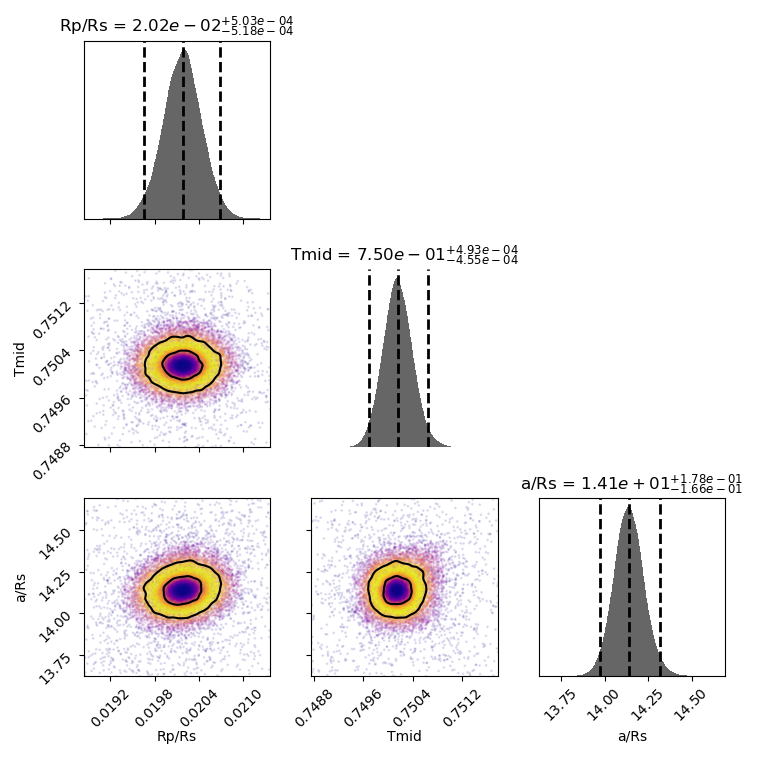 Rp/Rs = 2.02e−02+5.03e−04 −5.18e−04
Tmid = 7.50e−01+4.93e−04 −4.55e−04
0.7512
0.7504
0.7496
0.7488
Tmid
a/Rs = 1.41e+01+1.78e−01 −1.66e−01
14.50
14.25
14.00
13.75
a/Rs
0.0192 0.0198 0.0204 0.0210
0.7488 0.7496 0.7504 0.7512
13.75 14.00 14.25 14.50
Rp/Rs Tmid a/Rs